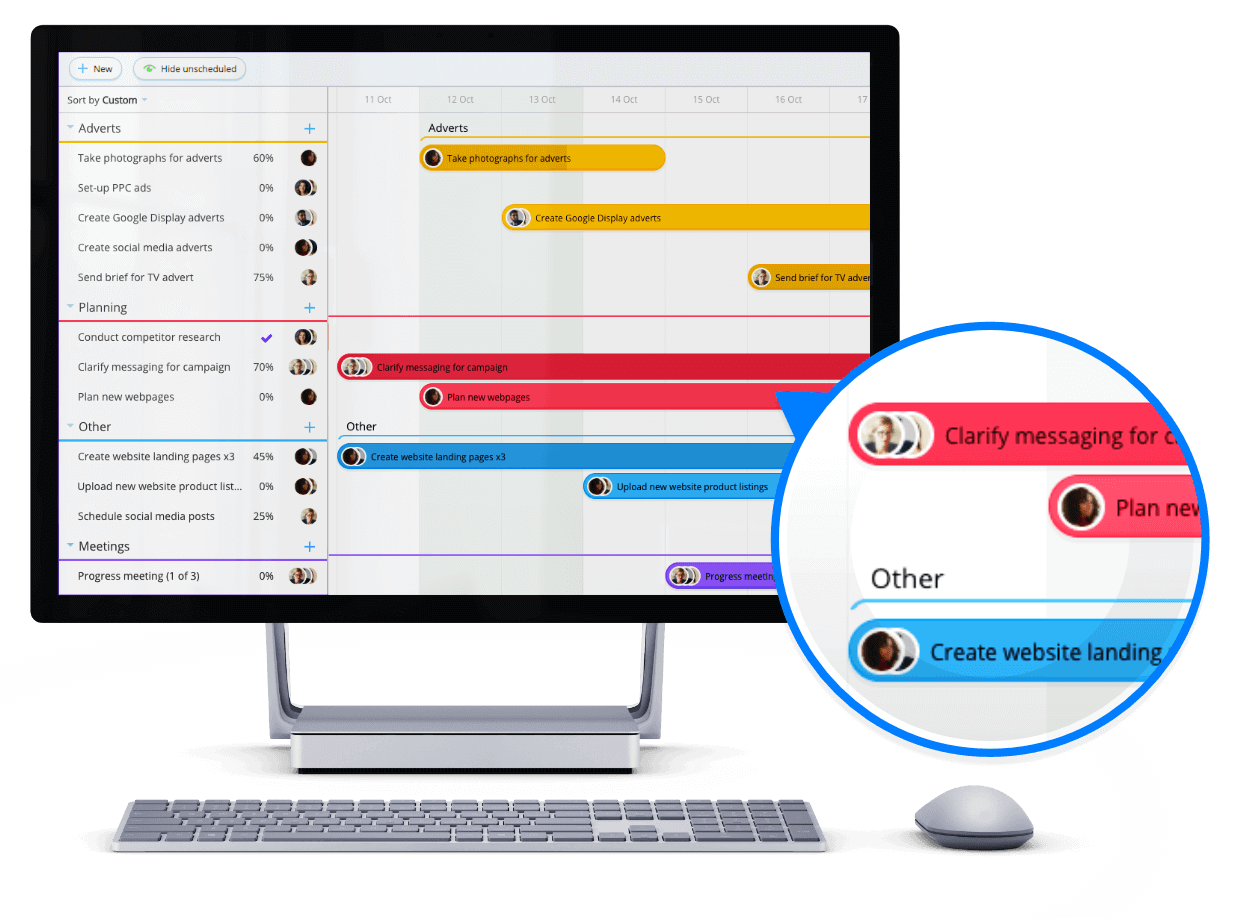 New
Hide unscheduled
Sort by Custom
11 Oct
12 Oct
13 Oct
14 Oct
15 Oct
16 Oct
17
Adverts
Adverts
Take photographs for adverts 60%
Take photographs for adverts
Set-up PPC ads 0%
Create Google Display adverts 0%
Create Google Display adverts
Create social media adverts 0%
Send brief for TV advert 75%
Send brief for TV adver
Planning
Conduct competitor research
Clarify messaging for campaign 70%
Clarify messaging for campaign
Plan new webpages 0%
Plan new webpages
Other
Other
Create website landing pages x3 45%
Create website landing pages x3
Upload new website product list... 0%
Upload new website product listings
Schedule social media posts 25%
Meetings
Progress meeting (1 of 3) 0%
Progress meetin
Clarify messaging for c
Plan new
Other
Create website landing